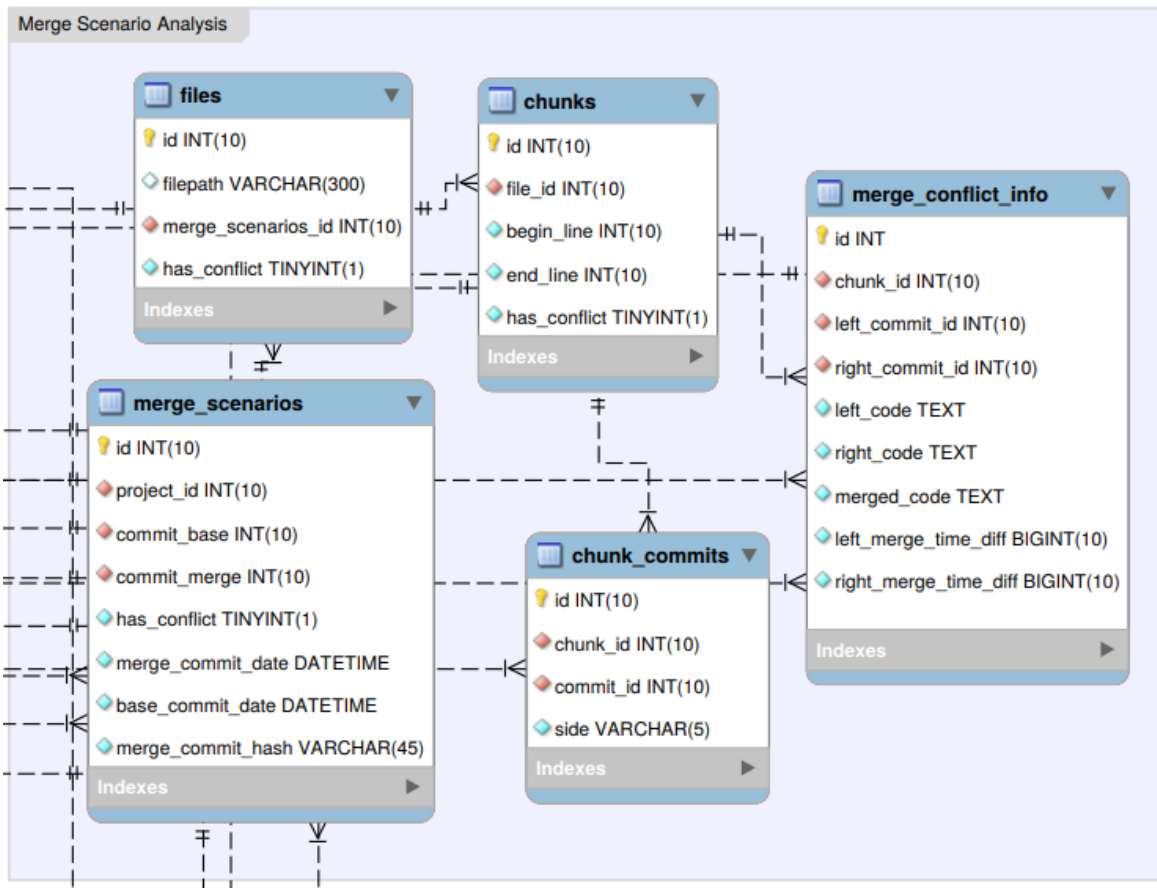 Merge Scenario Analysis
files
id INT(10)
filepath VARCHAR(300)
merge_scenarios_id INT(10)
has_conflict TINYINT(1)
Indexes
chunks
id INT(10)
file_id INT(10)
begin_line INT(10)
end_line INT(10)
has_conflict TINYINT(1)
Indexes
merge_conflict_info
id INT
chunk_id INT(10)
left_commit_id INT(10)
right_commit_id INT(10)
left_code TEXT
right_code TEXT
merged_code TEXT
left_merge_time_diff BIGINT(10)
right_merge_time_diff BIGINT(10)
Indexes
merge_scenarios
id INT(10)
project_id INT(10)
commit_base INT(10)
commit_merge INT(10)
has_conflict TINYINT(1)
merge_commit_date DATETIME
base_commit_date DATETIME
merge_commit_hash VARCHAR(45)
Indexes
chunk_commits
id INT(10)
chunk_id INT(10)
commit_id INT(10)
side VARCHAR(5)
Indexes